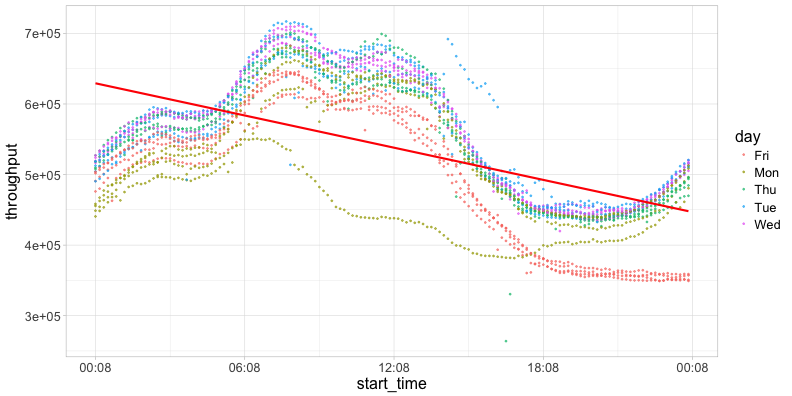 throughput
7e+05
6e+05
5e+05
4e+05
3e+05
00:08
06:08
12:08
18:08
00:08
start_time
day
Fri
Mon
Thu
Tue
Wed